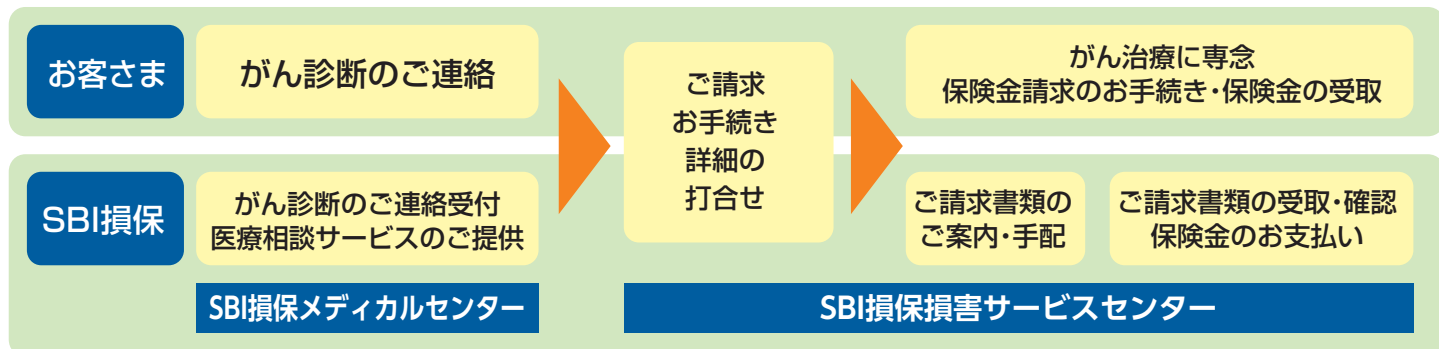 お客さま
がん診断のご連絡
ご請求
お手続き
詳細の
打合せ
がん治療に専念
保険金請求のお手続き・保険金の受取
SBI損保
がん診断のご連絡受付
医療相談サービスのご提供
ご請求書類の
ご案内・手配
ご請求書類の受取・確認
保険金のお支払い
SBI損保メディカルセンター
SBI損保損害サービスセンター